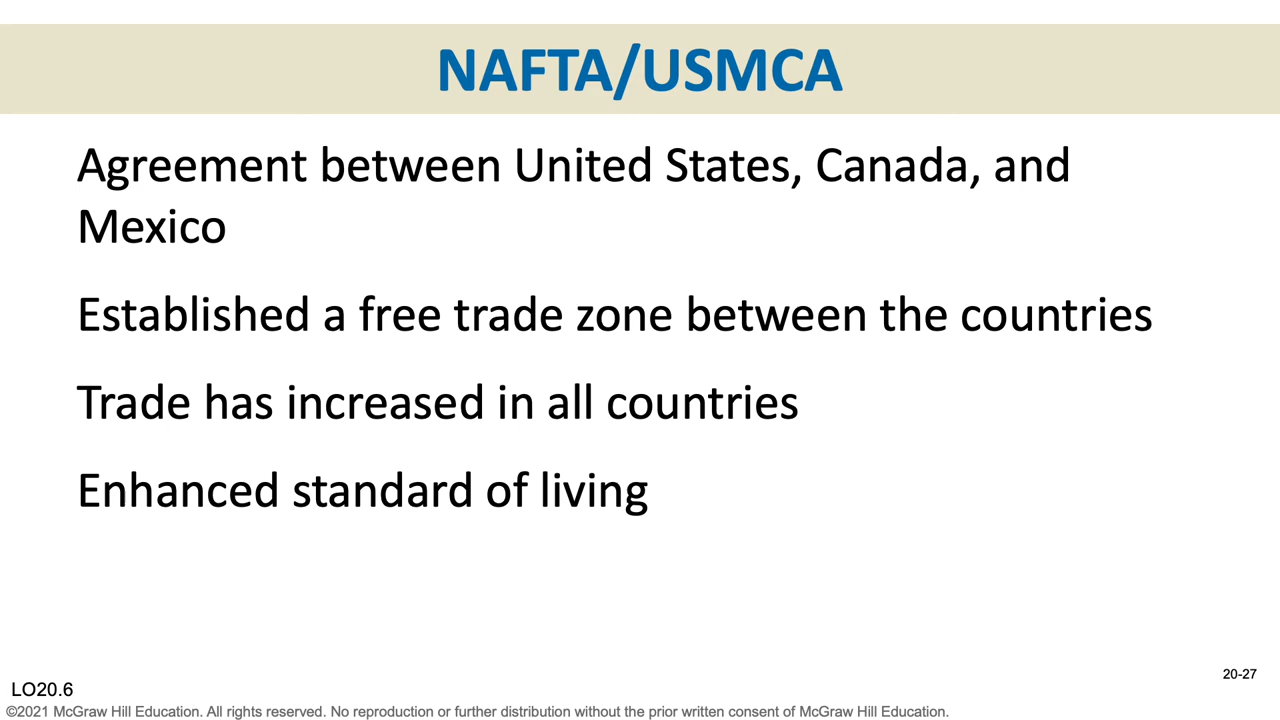 NAFTA/USMCA
Agreement between United States, Canada, and
Mexico
Established a free trade zone between the countries
Trade has increased in all countries
Enhanced standard of living
20-27
LO20.6
©2021 McGraw Hill Education. All rights reserved. No reproduction or further distribution without the prior written consent of McGraw Hill Education.